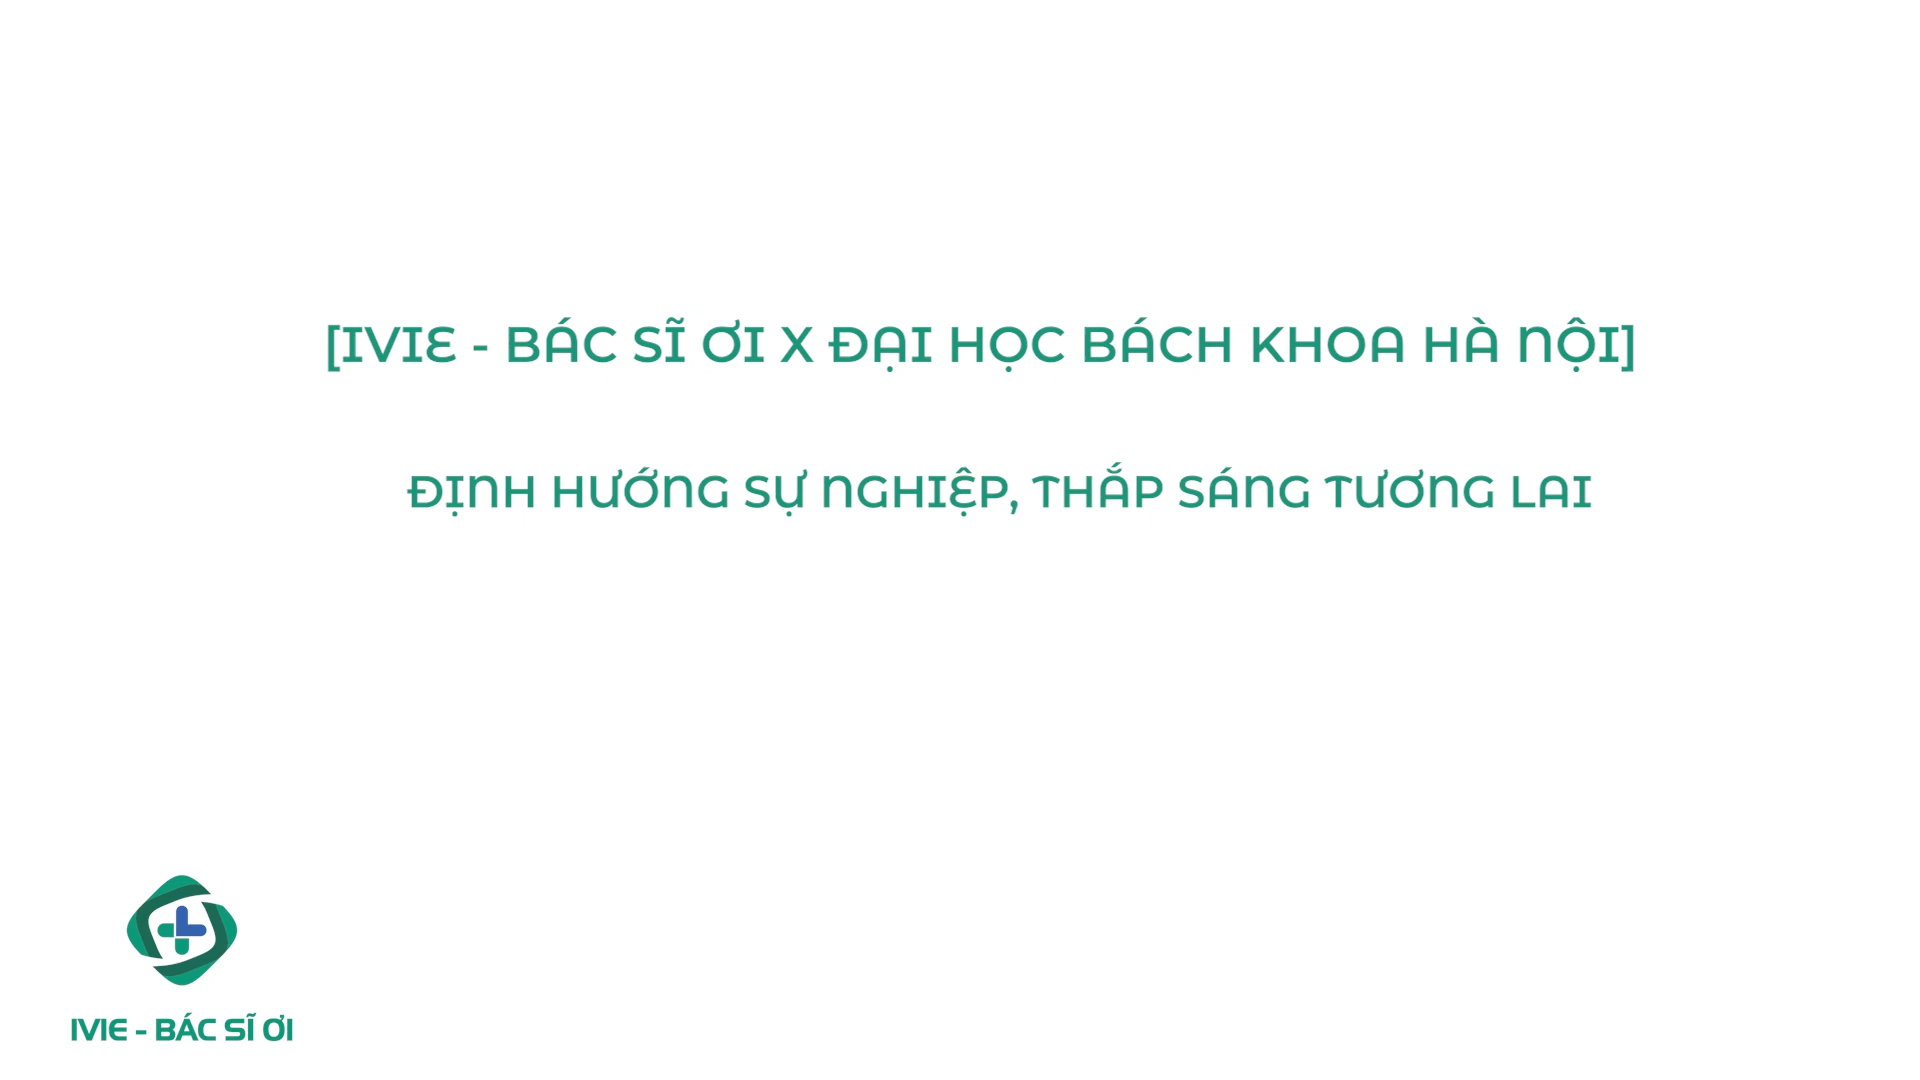 [IVIE - BÁC SĨ ƠI X ĐẠI HỌC BÁCH KHOA HÀ NỘI]
ĐỊNH HƯỚNG SỰ NGHIỆP, THẮP SÁNG TƯƠNG LAI
IVIE - BÁC SĨ ƠI